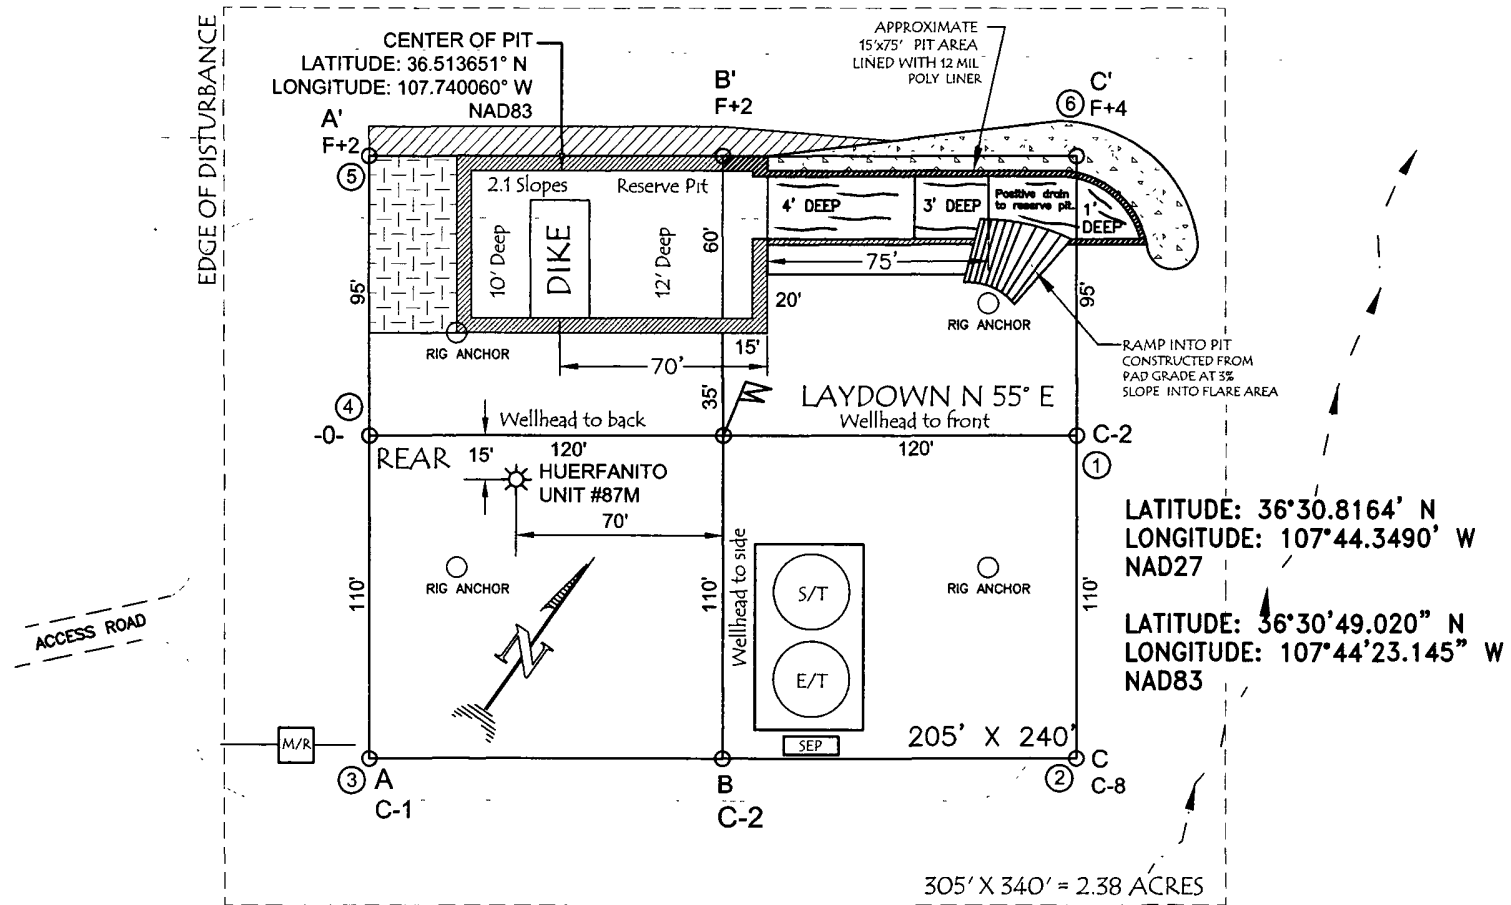 EDGE OF DISTURBANCE
CENTER OF PIT
LATITUDE: 36.513651° N
LONGITUDE: 107.740060° W
NAD83
APPROXIMATE
15'x75' PIT AREA
LINED WITH 12 MIL
POLY LINER
A'
F+2
B'
F+2
C'
F+4
6
5
2.1 Slopes
Reserve Pit
10' Deep
DIKE
12' Deep
60'
4' DEEP
3' DEEP
Positive drain
to reserve pit.
1'
DEEP
75'
20'
95'
95'
RIG ANCHOR
RIG ANCHOR
RAMP INTO PIT
CONSTRUCTED FROM
PAD GRADE AT 3%
SLOPE INTO FLARE AREA
15'
70'
35'
LAYDOWN N 55° E
4
-0-
Wellhead to back
Wellhead to front
120'
120'
C-2
1
REAR
15'
HUERFANITO
UNIT #87M
70'
LATITUDE: 36°30.8164' N
LONGITUDE: 107°44.3490' W
NAD27
LATITUDE: 36°30'49.020" N
LONGITUDE: 107°44'23.145" W
NAD83
RIG ANCHOR
RIG ANCHOR
110'
110'
110'
Wellhead to side
S/T
E/T
SEP
N
ACCESS ROAD
M/R
205' X 240'
3
A
C-1
B
C-2
2
C
C-8
305' X 340' = 2.38 ACRES